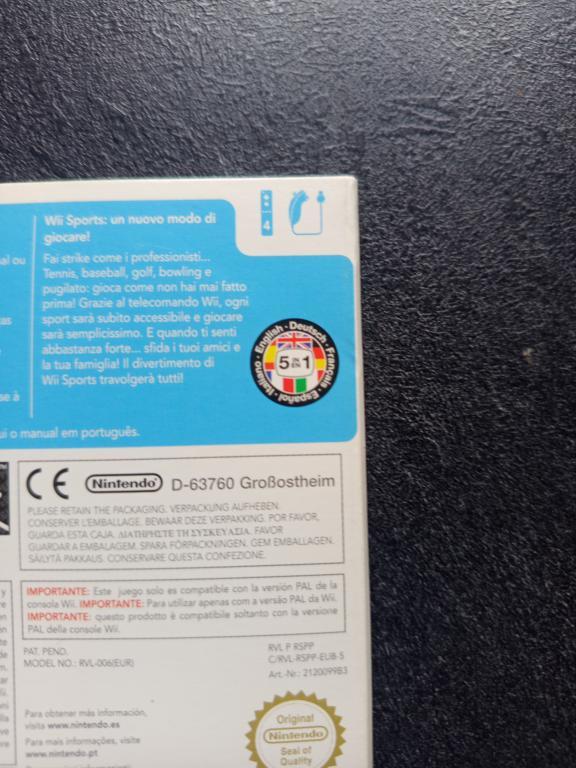 4
Wii Sports: un nuovo modo di
giocare!
al ou
Fai strike come i professionisti...
Tennis, baseball, golf, bowling e
pugilato: gioca come non hai mai fatto
prima! Grazie al telecomando Wii, ogni
as
sport sarà subito accessibile e giocare
sarà semplicissimo. E quando ti senti
abbastanza forte... sfida i tuoi amici e
la tua famiglia! Il divertimento di
Wii Sports travolgerà tutti!
se à
English · Deutsch · Français · Español · Italiano ·
5 IN EN 1
ui o manual em português.
CE Nintendo D-63760 Großostheim
PLEASE RETAIN THE PACKAGING. VERPACKUNG AUFHEBEN.
CONSERVER L'EMBALLAGE. BEWAAR DEZE VERPAKKING. POR FAVOR,
GUARDA ESTA CAJA. ΔΙΑΤΗΡΗΣΤΕ ΤΗ ΣΥΣΚΕΥΑΣΙΑ. FAVOR
GUARDAR A EMBALAGEM. SPARA FÖRPACKNINGEN. GEM EMBALLAGEN.
SÄILYTÄ PAKKAUS. CONSERVARE QUESTA CONFEZIONE.
IMPORTANTE: Este juego solo es compatible con la versión PAL de la
consola Wii. IMPORTANTE: Para utilizar apenas com a versão PAL da Wii.
IMPORTANTE: questo prodotto è compatibile soltanto con la versione
PAL della console Wii.
PAT. PEND.
MODEL NO.: RVL-006(EUR)
RVL P RSPP
C/RVL-RSPP-EUB-5
Art.-Nr.: 2120099B3
Para obtener más información,
visita www.nintendo.es
Para mais informações, visite
www.nintendo.pt
Original
Nintendo
Seal of
Quality